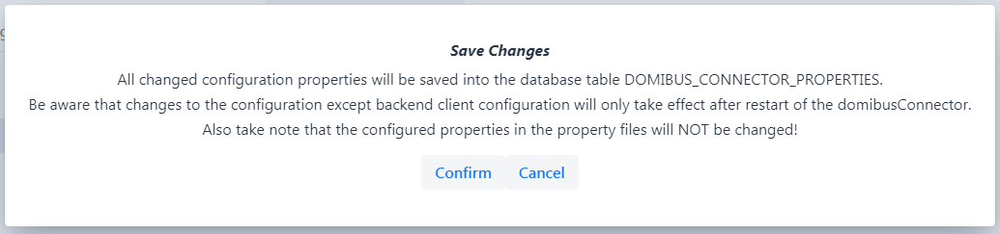 Save Changes
All changed configuration properties will be saved into the database table DOMIBUS_CONNECTOR_PROPERTIES.
Be aware that changes to the configuration except backend client configuration will only take effect after restart of the domibusConnector.
Also take note that the configured properties in the property files will NOT be changed!
Confirm Cancel